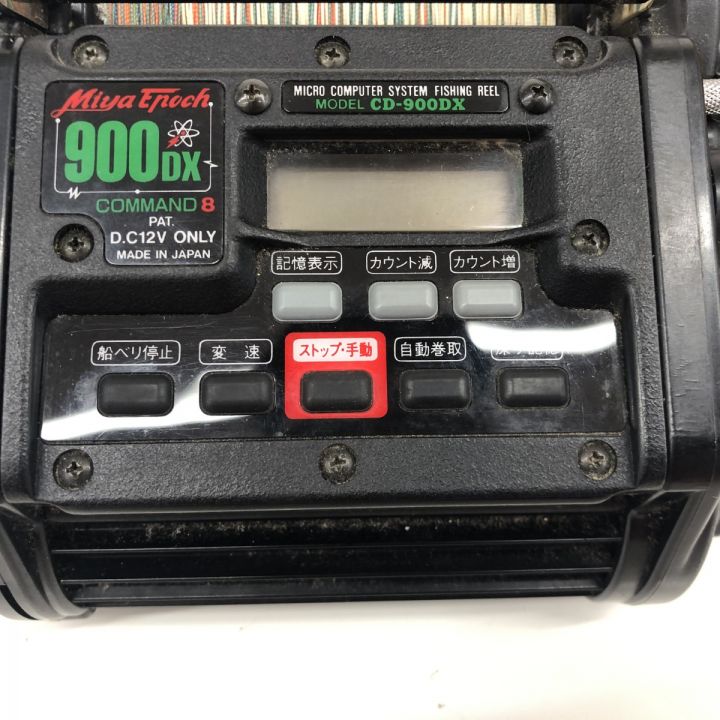 Miya Epoch
900DX
COMMAND 8
PAT.
D.C12V ONLY
MADE IN JAPAN
MICRO COMPUTER SYSTEM FISHING REEL
MODEL CD-900DX
記憶表示 カウント減 カウント増
船ベリ停止 変速 ストップ・手動 自動巻取